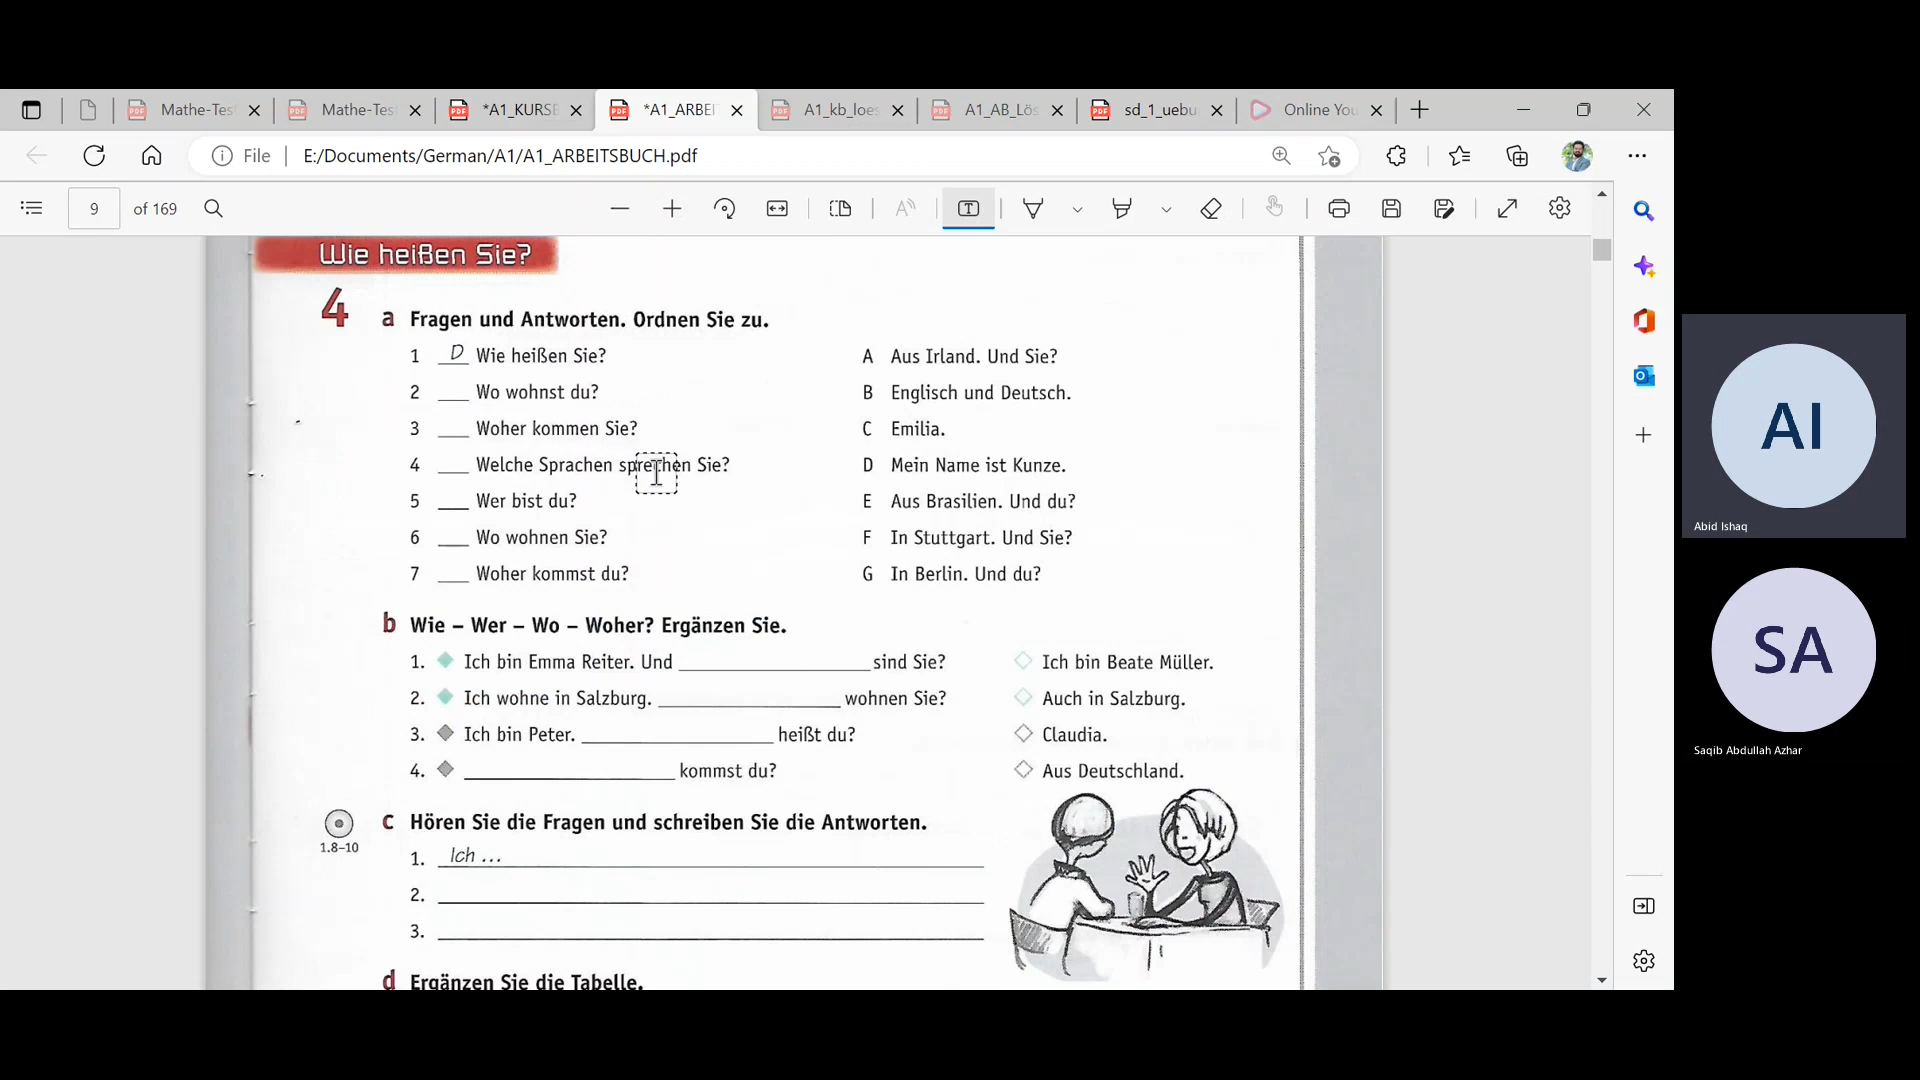 Mathe-Tes
Mathe-Tes
*A1_KURSE
*A1_ARBEI
A1_kb_loes
A1_AB_Lös
sd_1_uebu
Online You
File
E:/Documents/German/A1/A1_ARBEITSBUCH.pdf
9 of 169
Wie heißen Sie?
4 a Fragen und Antworten. Ordnen Sie zu.
1 D Wie heißen Sie?
2 ___ Wo wohnst du?
3 ___ Woher kommen Sie?
4 ___ Welche Sprachen sprechen Sie?
5 ___ Wer bist du?
6 ___ Wo wohnen Sie?
7 ___ Woher kommst du?
A Aus Irland. Und Sie?
B Englisch und Deutsch.
C Emilia.
D Mein Name ist Kunze.
E Aus Brasilien. Und du?
F In Stuttgart. Und Sie?
G In Berlin. Und du?
b Wie – Wer – Wo – Woher? Ergänzen Sie.
1. Ich bin Emma Reiter. Und ___ sind Sie? Ich bin Beate Müller.
2. Ich wohne in Salzburg. ___ wohnen Sie? Auch in Salzburg.
3. Ich bin Peter. ___ heißt du? Claudia.
4. ___ kommst du? Aus Deutschland.
1.8–10
c Hören Sie die Fragen und schreiben Sie die Antworten.
1. Ich ...
2.
3.
d Ergänzen Sie die Tabelle.
AI
Abid Ishaq
SA
Saqib Abdullah Azhar